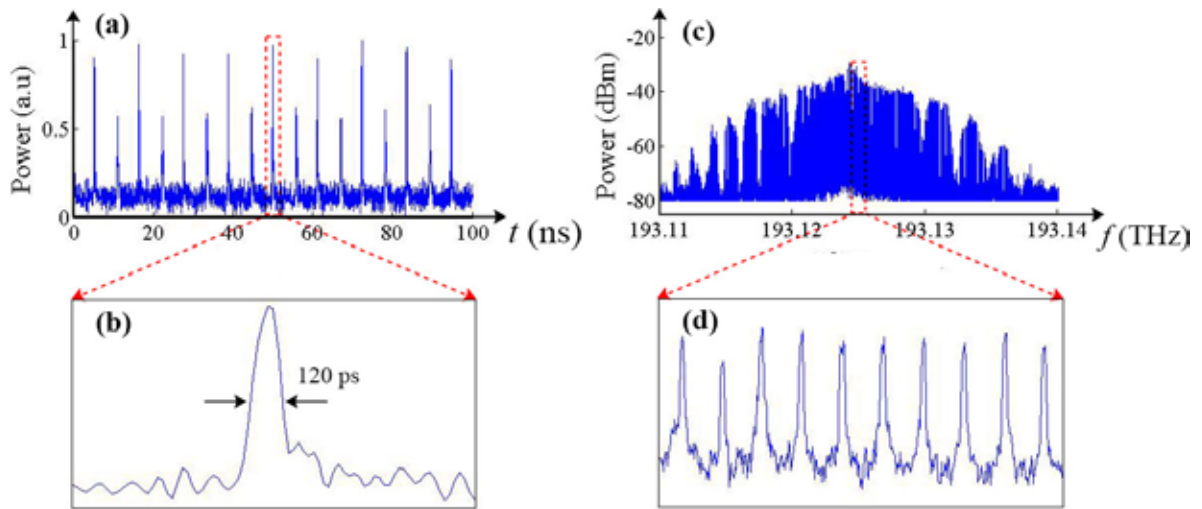 (a)
Power (a.u)
1
0.5
0
0 20 40 60 80 100 t (ns)
(b)
120 ps
(c)
Power (dBm)
-20
-40
-60
-80
193.11 193.12 193.13 193.14 f (THz)
(d)